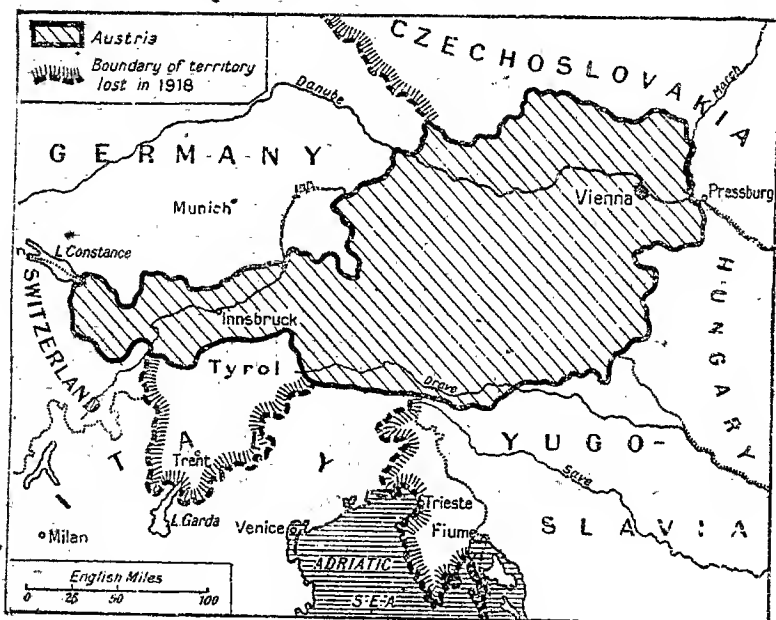 Austria
Boundary of territory
lost in 1918
CZECHOSLOVAKIA
March
Danube
GERMANY
Munich
Vienna
Pressburg
L. Constance
SWITZERLAND
Innsbruck
HUNGARY
Tyrol
Drave
ITALY
Trent
YUGO-
SLAVIA
Save
L. Garda
Venice
Trieste
Fiume
Milan
ADRIATIC
SEA
English Miles
0 25 50 100